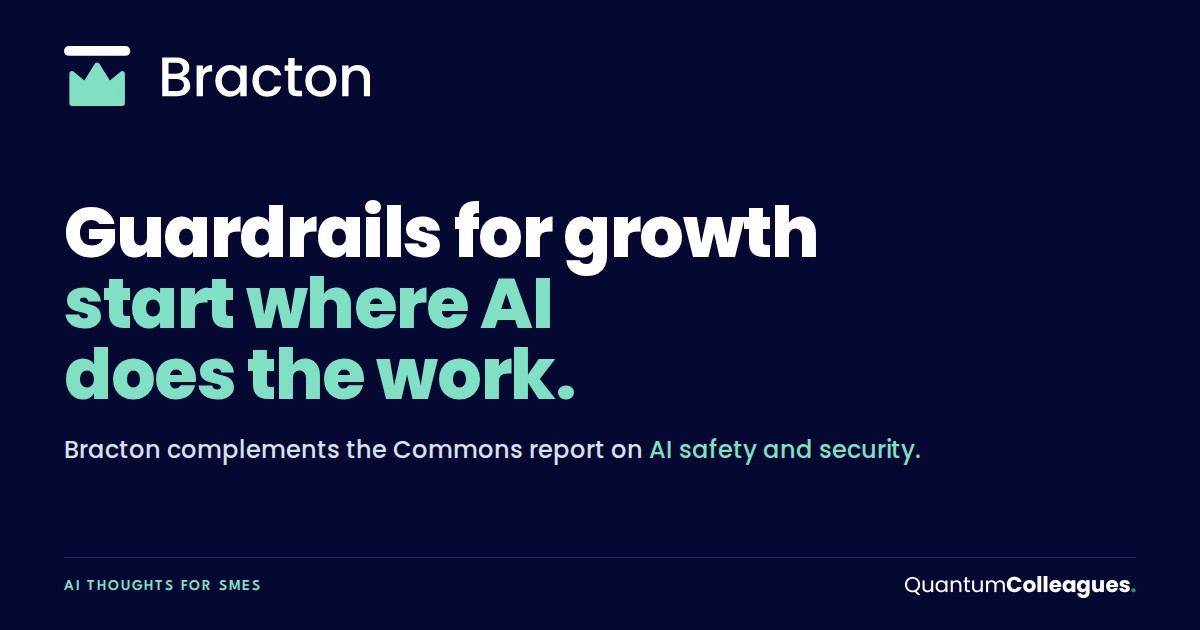 Bracton
Guardrails for growth
start where AI
does the work.
Bracton complements the Commons report on AI safety and security.
AI THOUGHTS FOR SMES
QuantumColleagues.